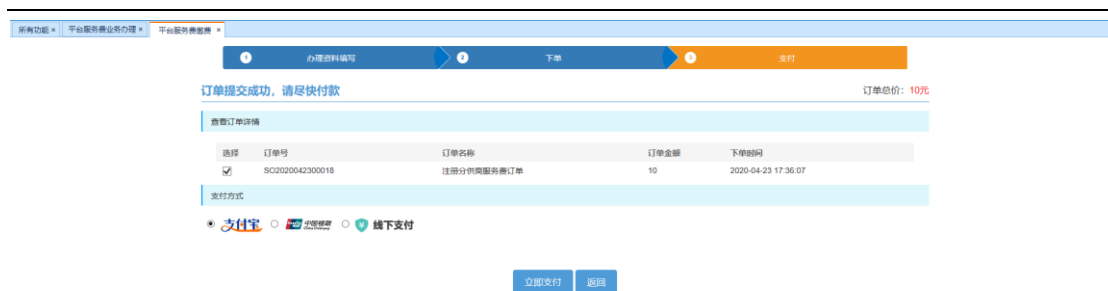 所有功能 × 平台服务费业务办理 × 平台服务费缴费 ×
1 办理资料填写 2 下单 3 支付
订单提交成功，请尽快付款 订单总价：10元
查看订单详情
选择 订单号 订单名称 订单金额 下单时间
SO2020042300018 注册分供商服务费订单 10 2020-04-23 17:36:07
支付方式
支付宝 中国银联 线下支付
立即支付 返回